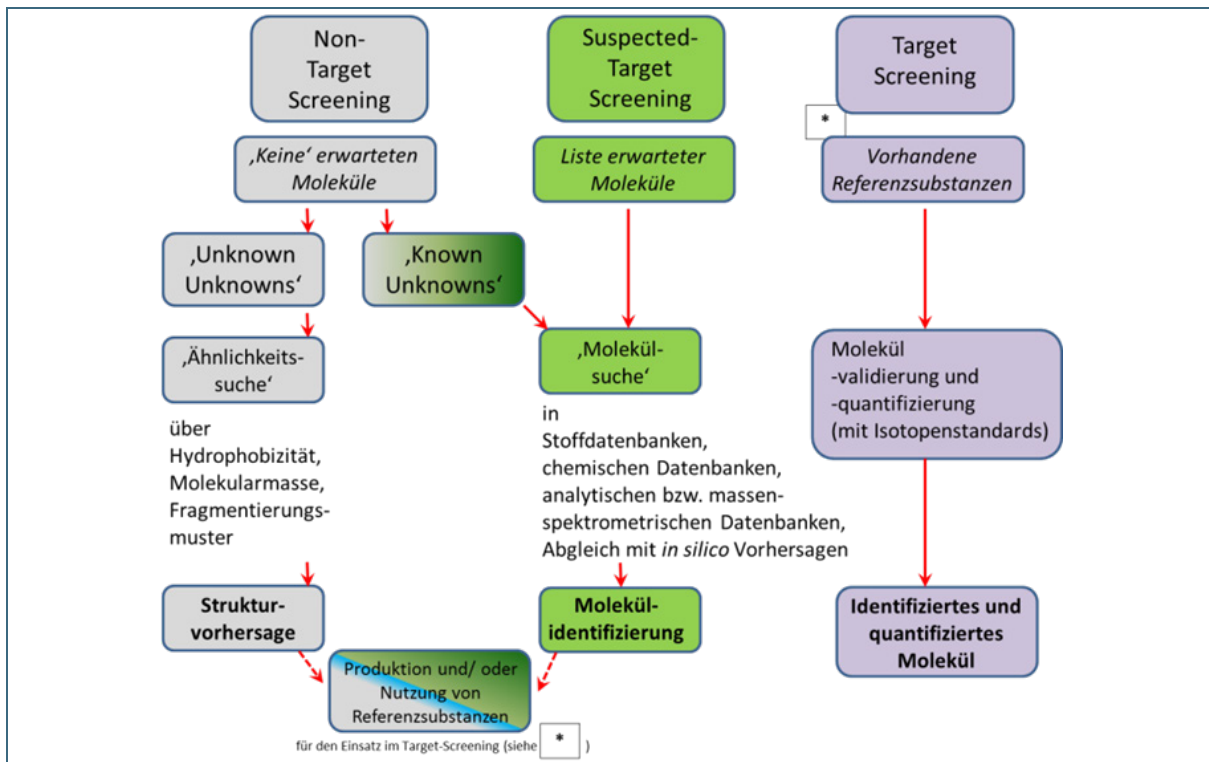 Non-
Target
Screening
Suspected-
Target
Screening
Target
Screening
*
‚Keine‘ erwarteten
Moleküle
Liste erwarteter
Moleküle
Vorhandene
Referenzsubstanzen
‚Unknown
Unknowns‘
‚Known
Unknowns‘
‚Ähnlichkeits-
suche‘
‚Molekül-
suche‘
Molekül
-validierung und
-quantifizierung
(mit Isotopenstandards)
über
Hydrophobizität,
Molekularmasse,
Fragmentierungs-
muster
in
Stoffdatenbanken,
chemischen Datenbanken,
analytischen bzw. massen-
spektrometrischen Datenbanken,
Abgleich mit in silico Vorhersagen
Struktur-
vorhersage
Molekül-
identifizierung
Identifiziertes und
quantifiziertes
Molekül
Produktion und/ oder
Nutzung von
Referenzsubstanzen
für den Einsatz im Target-Screening (siehe * )